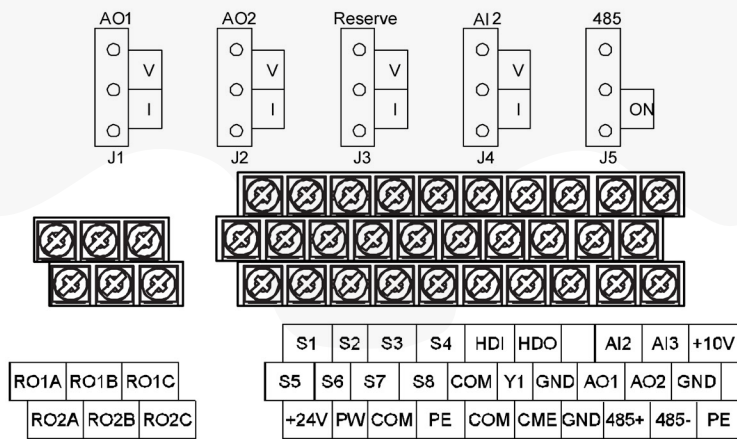 AO1 AO2 Reserve AI2 485
V V V V
I I I I ON
J1 J2 J3 J4 J5
S1 S2 S3 S4 HDI HDO AI2 AI3 +10V
RO1A RO1B RO1C S5 S6 S7 S8 COM Y1 GND AO1 AO2 GND
RO2A RO2B RO2C +24V PW COM PE COM CME GND 485+ 485- PE